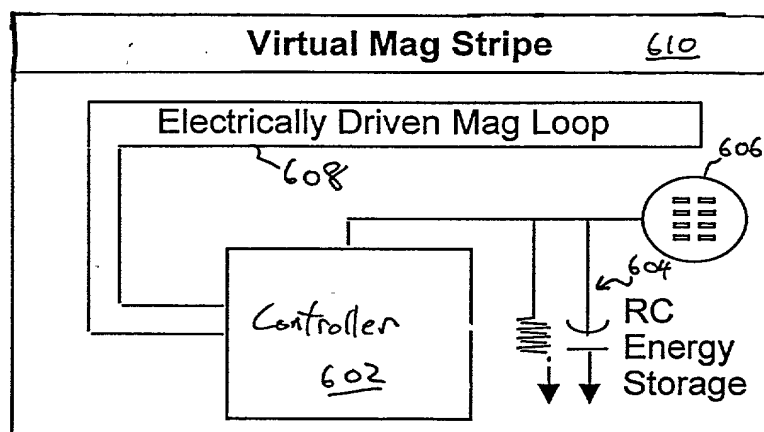 Virtual Mag Stripe 610
Electrically Driven Mag Loop
608
606
604
Controller
602
RC
Energy
Storage